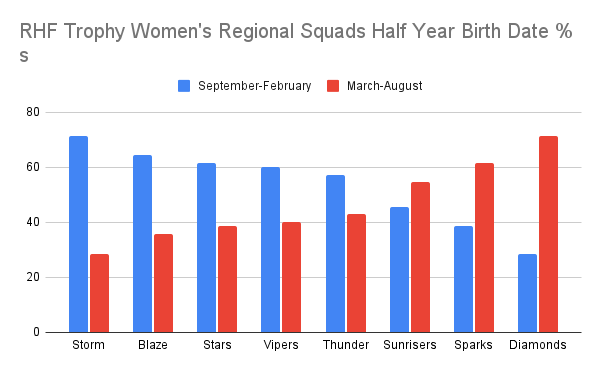 RHF Trophy Women's Regional Squads Half Year Birth Date %
s
September-February March-August
80
60
40
20
0
Storm Blaze Stars Vipers Thunder Sunrisers Sparks Diamonds